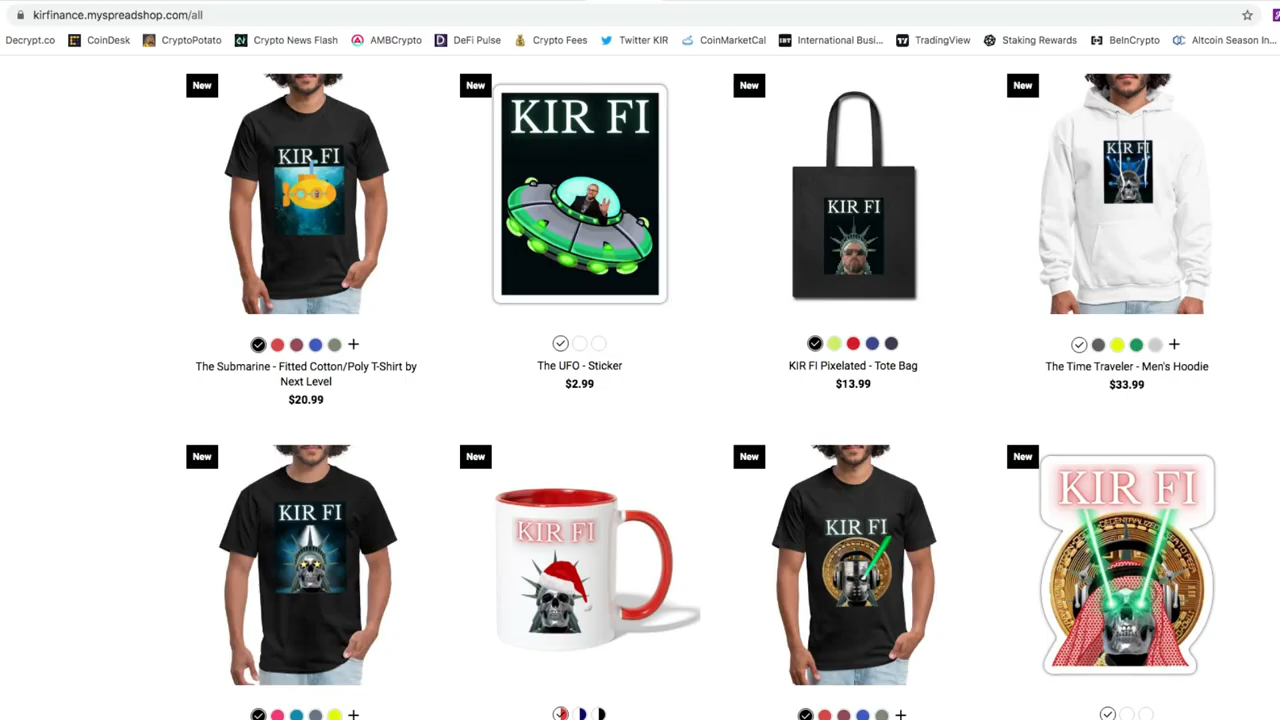 kirfinance.myspreadshop.com/all
Decrypt.co CoinDesk CryptoPotato Crypto News Flash AMBCrypto DeFi Pulse Crypto Fees Twitter KIR CoinMarketCal International Busi... TradingView Staking Rewards BeInCrypto Altcoin Season In...
New New New New
KIR FI
KIR FI
KIR FI
KIR FI
The Submarine - Fitted Cotton/Poly T-Shirt by
Next Level
$20.99
The UFO - Sticker
$2.99
KIR FI Pixelated - Tote Bag
$13.99
The Time Traveler - Men's Hoodie
$33.99
New New New New
KIR FI
KIR FI
KIR FI
KIR FI